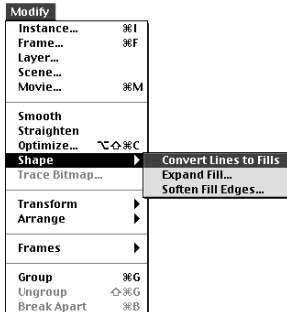 Modify
Instance... ⌘I
Frame... ⌘F
Layer...
Scene...
Movie... ⌘M
Smooth
Straighten
Optimize... ⌥⇧⌘C
Shape
Convert Lines to Fills
Trace Bitmap...
Expand Fill...
Soften Fill Edges...
Transform
Arrange
Frames
Group ⌘G
Ungroup ⇧⌘G
Break Apart ⌘B